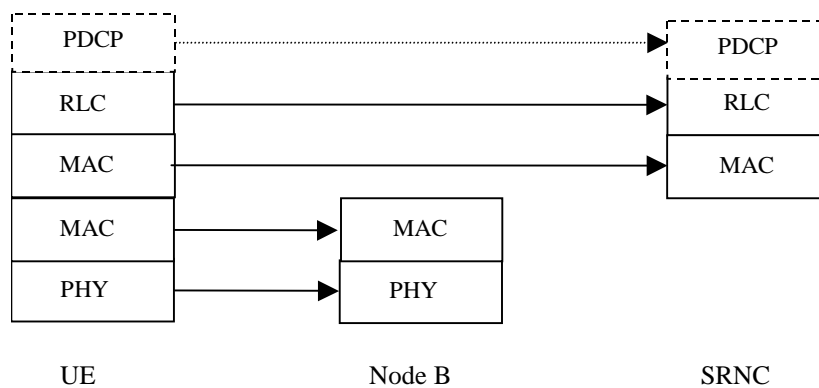 PDCP PDCP
RLC RLC
MAC MAC
MAC MAC
PHY PHY
UE Node B SRNC